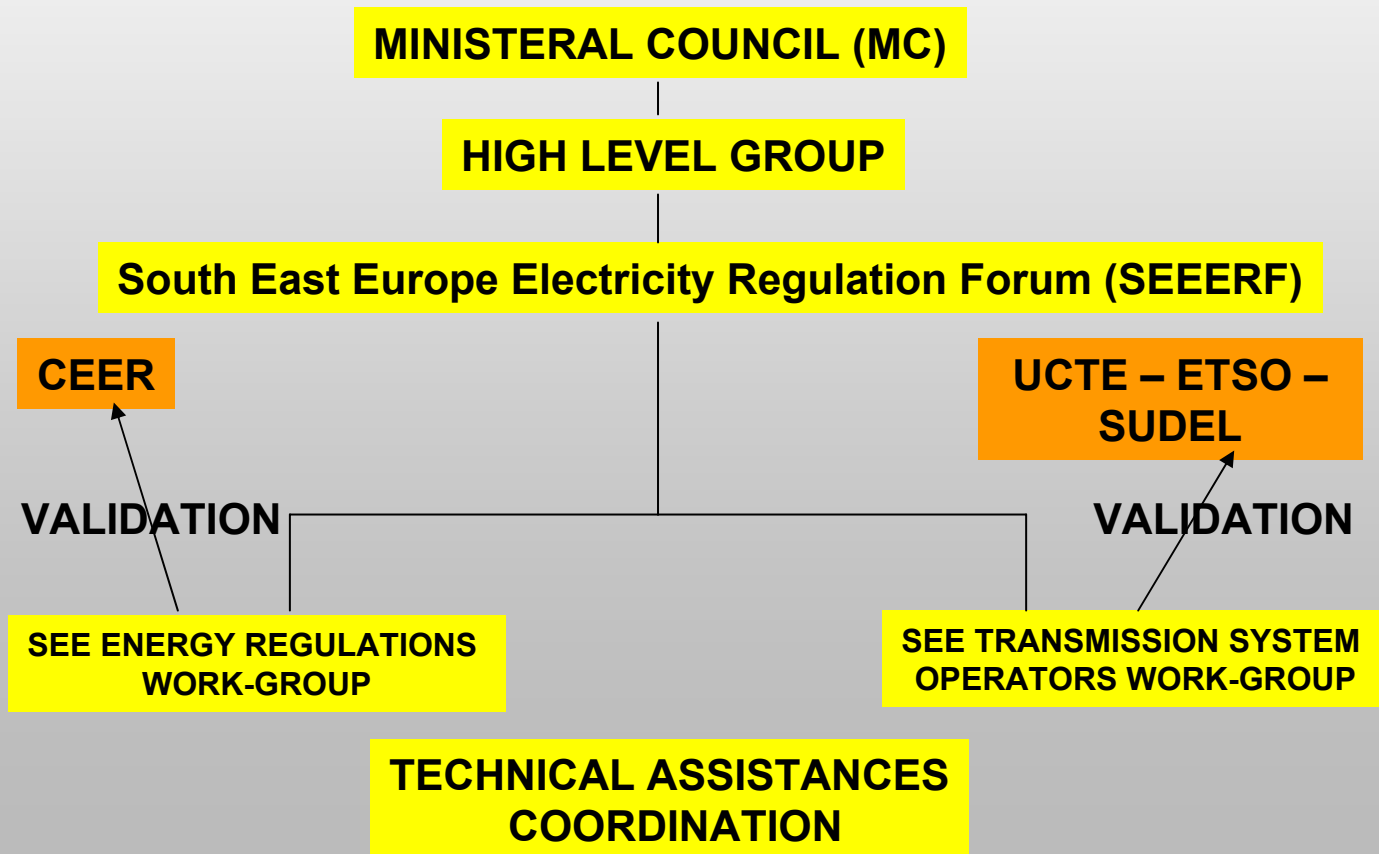 MINISTERAL COUNCIL (MC)
HIGH LEVEL GROUP
South East Europe Electricity Regulation Forum (SEEERF)
CEER
UCTE – ETSO –
SUDEL
VALIDATION
VALIDATION
SEE ENERGY REGULATIONS
WORK-GROUP
SEE TRANSMISSION SYSTEM
OPERATORS WORK-GROUP
TECHNICAL ASSISTANCES
COORDINATION